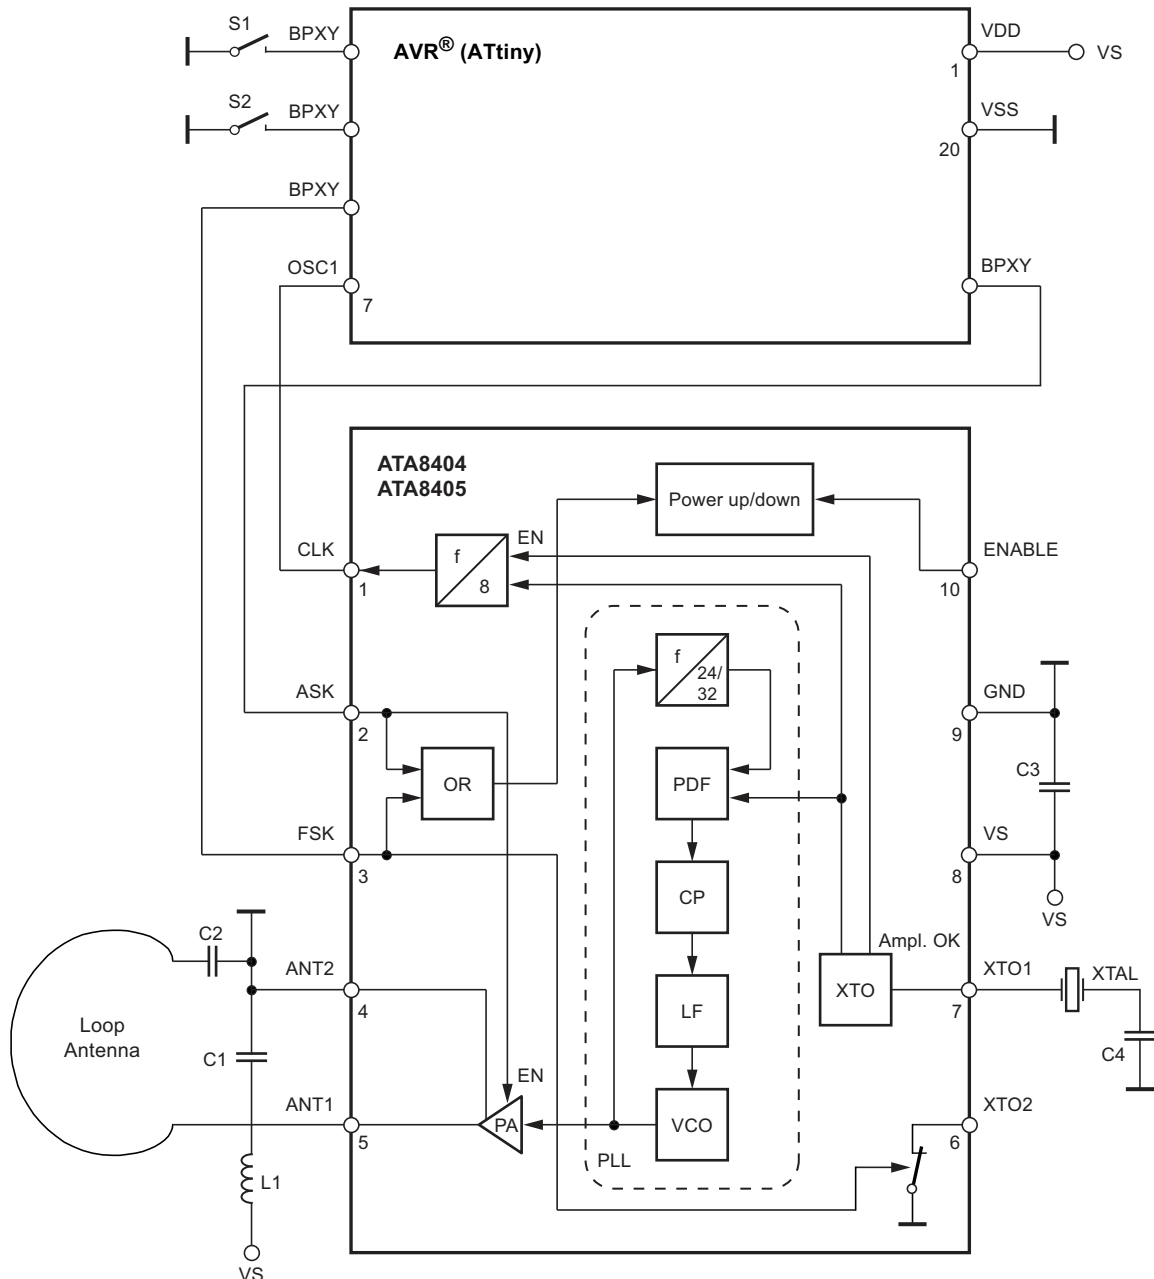 S1
BPXY
AVR® (ATtiny)
VDD
1
VS
S2
BPXY
VSS
20
BPXY
OSC1
7
BPXY
ATA8404
ATA8405
Power up/down
CLK
1
f
8
EN
ENABLE
10
f
24/
32
ASK
2
GND
9
OR
PDF
C3
FSK
3
VS
8
CP
VS
C2
ANT2
4
Ampl. OK
XTO
XTO1
7
XTAL
Loop
Antenna
C1
LF
C4
EN
ANT1
5
PA
VCO
XTO2
6
PLL
L1
VS